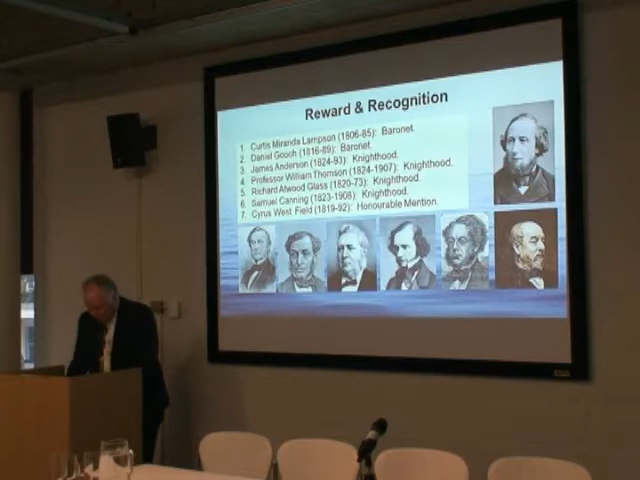 Reward & Recognition
1. Curtis Miranda Lampson (1806-85): Baronet.
2. Daniel Gooch (1816-89): Baronet.
3. James Anderson (1824-93): Knighthood.
4. Professor William Thomson (1824-1907): Knighthood.
5. Richard Atwood Glass (1820-73): Knighthood.
6. Samuel Canning (1823-1908): Knighthood.
7. Cyrus West Field (1819-92): Honourable Mention.